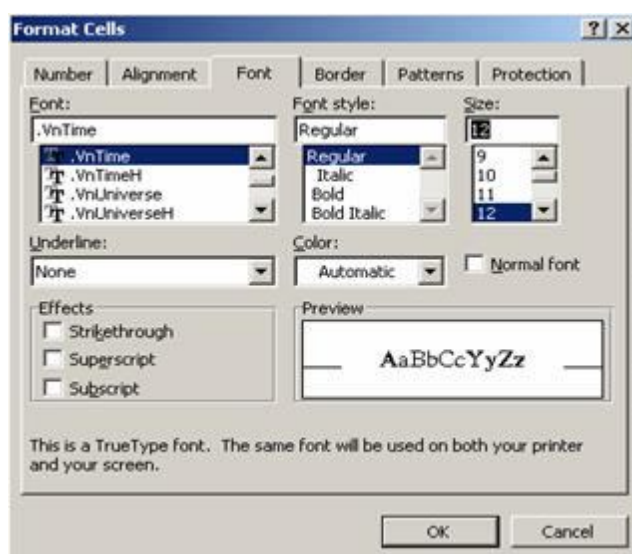 Format Cells
Number Alignment Font Border Patterns Protection
Font: Font style: Size:
.VnTime Regular 12
.VnTime Regular 9
.VnTimeH Italic 10
.VnUniverse Bold 11
.VnUniverseH Bold Italic 12
Underline: Color:
None Automatic Normal font
Effects Preview
Strikethrough
Superscript AaBbCcYyZz
Subscript
This is a TrueType font. The same font will be used on both your printer
and your screen.
OK Cancel